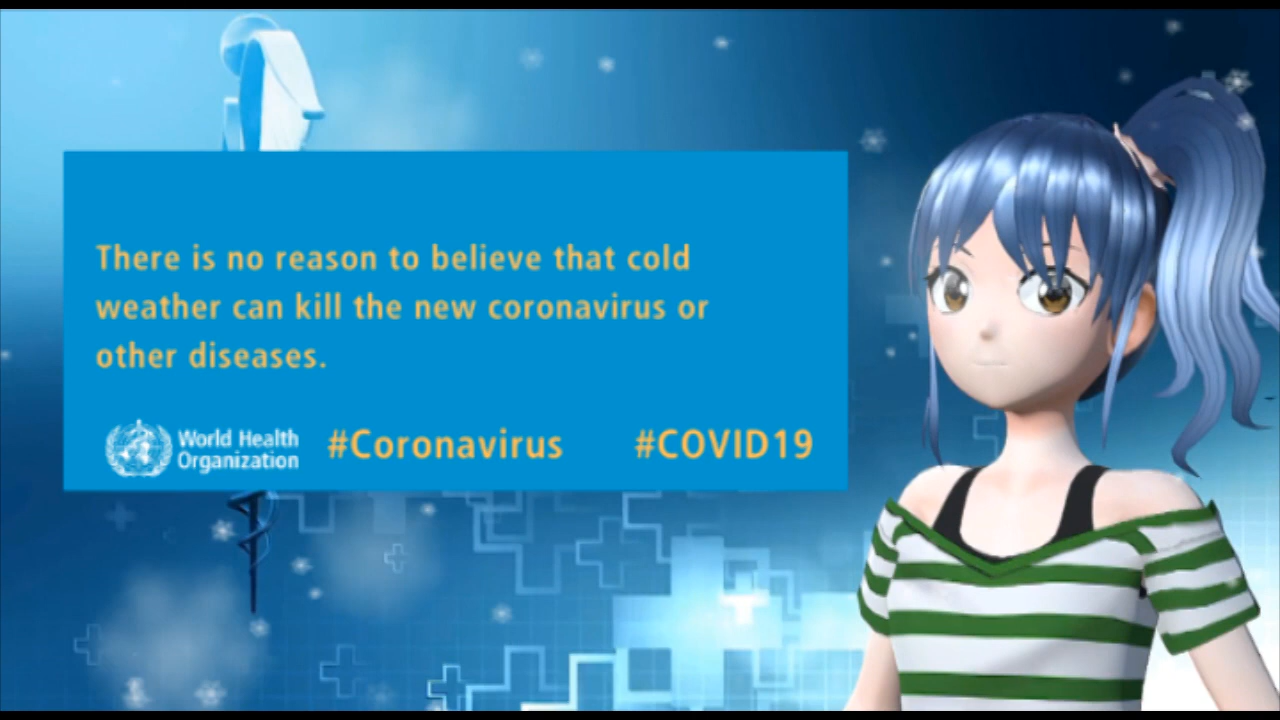 There is no reason to believe that cold
weather can kill the new coronavirus or
other diseases.
World Health
Organization
#Coronavirus
#COVID19